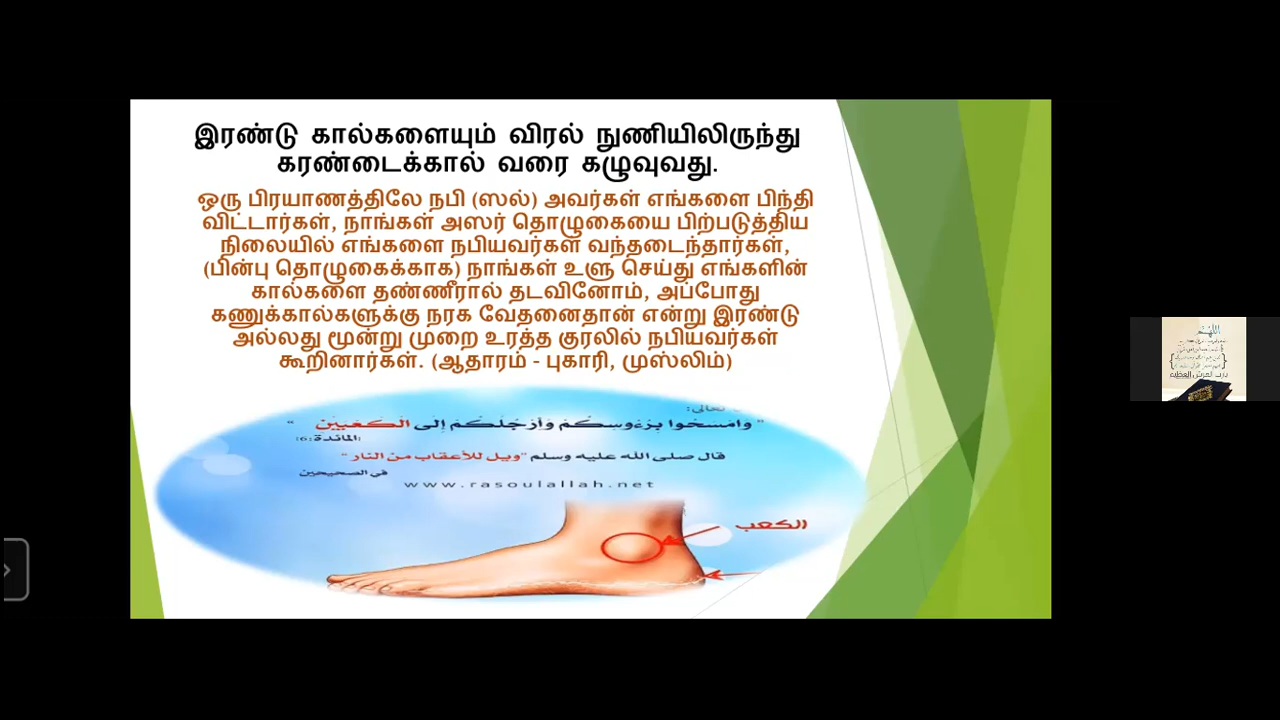 இரண்டு கால்களையும் விரல் நுணியிலிருந்து
கரண்டைக்கால் வரை கழுவுவது.
ஒரு பிரயாணத்திலே நபி (ஸல்) அவர்கள் எங்களை பிந்தி
விட்டார்கள், நாங்கள் அஸர் தொழுகையை பிற்படுத்திய
நிலையில் எங்களை நபியவர்கள் வந்தடைந்தார்கள்,
(பின்பு தொழுகைக்காக) நாங்கள் உளு செய்து எங்களின்
கால்களை தண்ணீரால் தடவினோம், அப்போது
கணுக்கால்களுக்கு நரக வேதனைதான் என்று இரண்டு
அல்லது மூன்று முறை உரத்த குரலில் நபியவர்கள்
கூறினார்கள். (ஆதாரம் - புகாரி, முஸ்லிம்)
تعالى:
" وامسحوا برءوسكم وأرجلكم إلى الكعبين "
(المائدة:6)
قال صلى الله عليه وسلم "ويل للأعقاب من النار"
في الصحيحين
www.rasoulallah.net
الكعب
اللهم